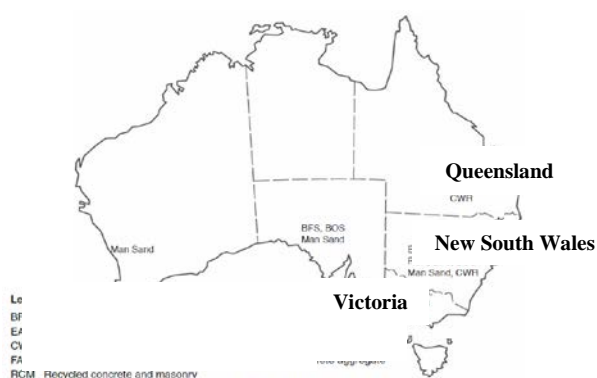 Queensland
CWR
BFS, BOS
Man Sand
New South Wales
Man Sand
Man Sand, CWR
Victoria
RCM Recycled concrete and masonry